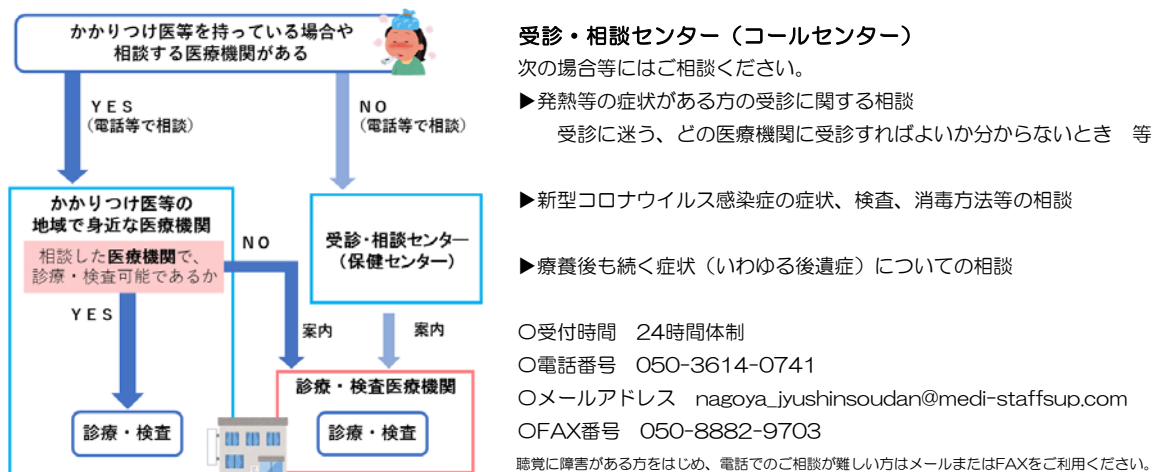 かかりつけ医等を持っている場合や
相談する医療機関がある
ＹＥＳ
（電話等で相談）
ＮＯ
（電話等で相談）
かかりつけ医等の
地域で身近な医療機関
相談した医療機関で、
診療・検査可能であるか
ＮＯ
ＹＥＳ
受診・相談センター
（保健センター）
案内
案内
診療・検査医療機関
診療・検査
診療・検査
受診・相談センター（コールセンター）
次の場合等にはご相談ください。
▶発熱等の症状がある方の受診に関する相談
受診に迷う、どの医療機関に受診すればよいか分からないとき　等
▶新型コロナウイルス感染症の症状、検査、消毒方法等の相談
▶療養後も続く症状（いわゆる後遺症）についての相談
○受付時間　24時間体制
○電話番号　050-3614-0741
○メールアドレス　nagoya_jyushinsoudan@medi-staffsup.com
○FAX番号　050-8882-9703
聴覚に障害がある方をはじめ、電話でのご相談が難しい方はメールまたはFAXをご利用ください。